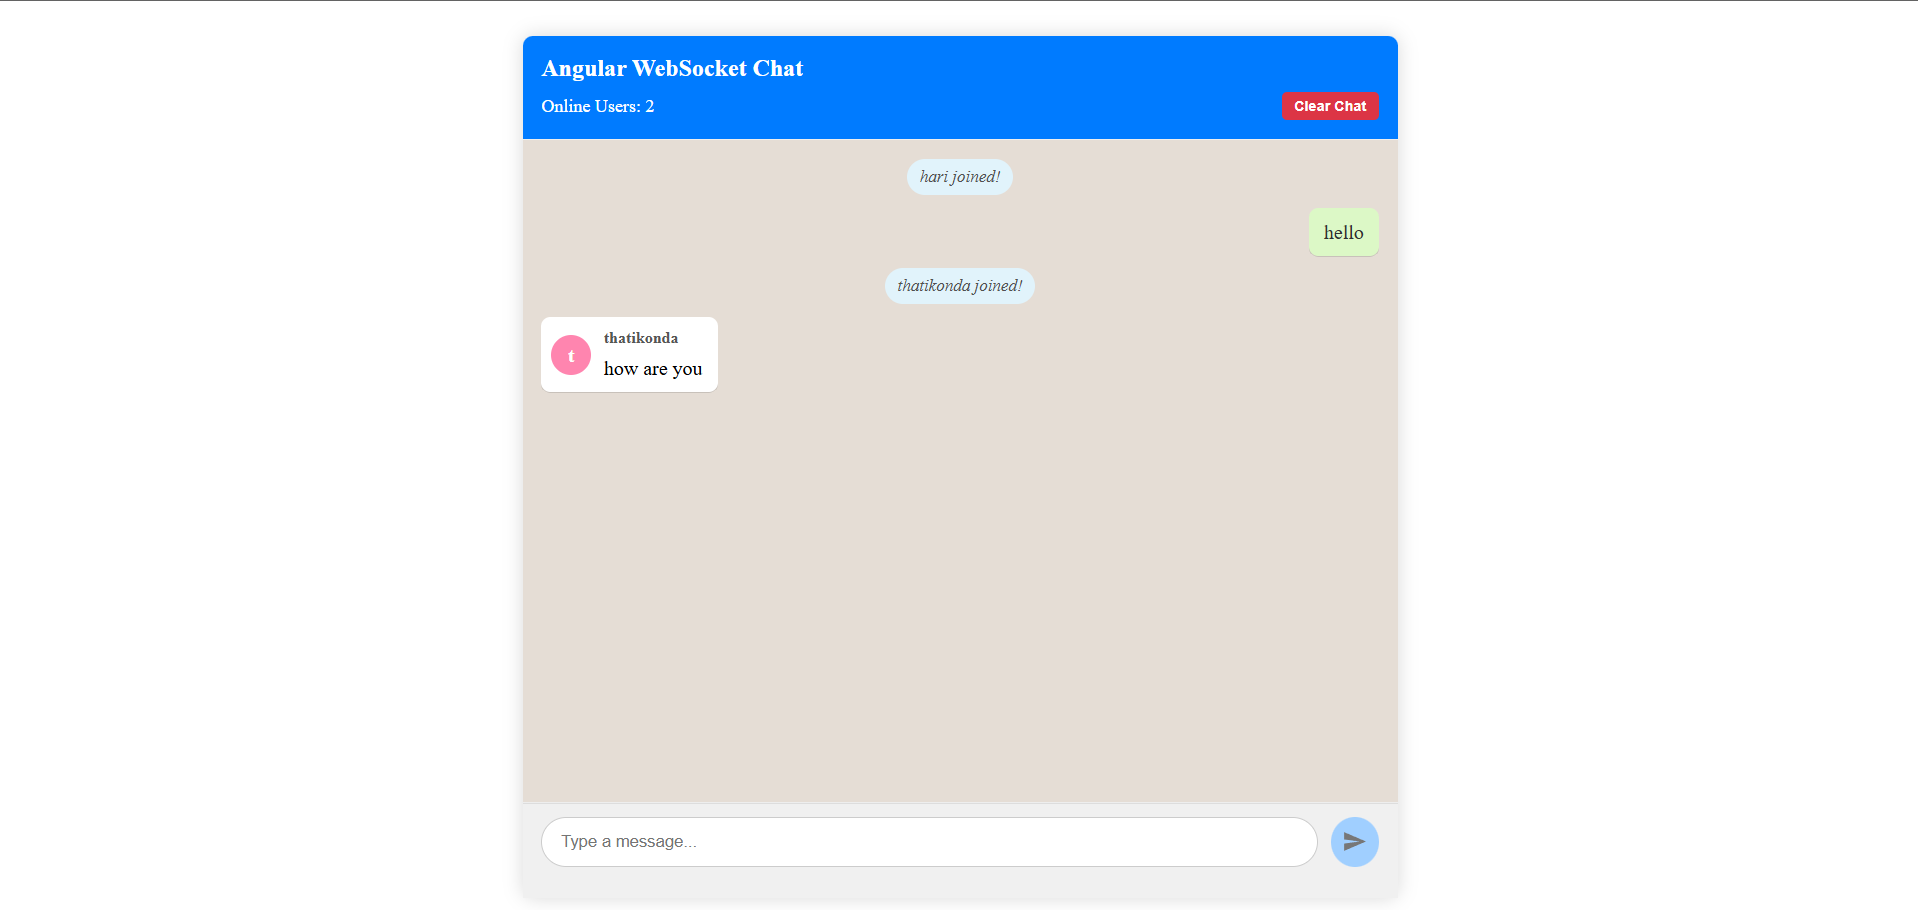 Angular WebSocket Chat
Online Users: 2
Clear Chat
hari joined!
hello
thatikonda joined!
t
thatikonda
how are you
Type a message...